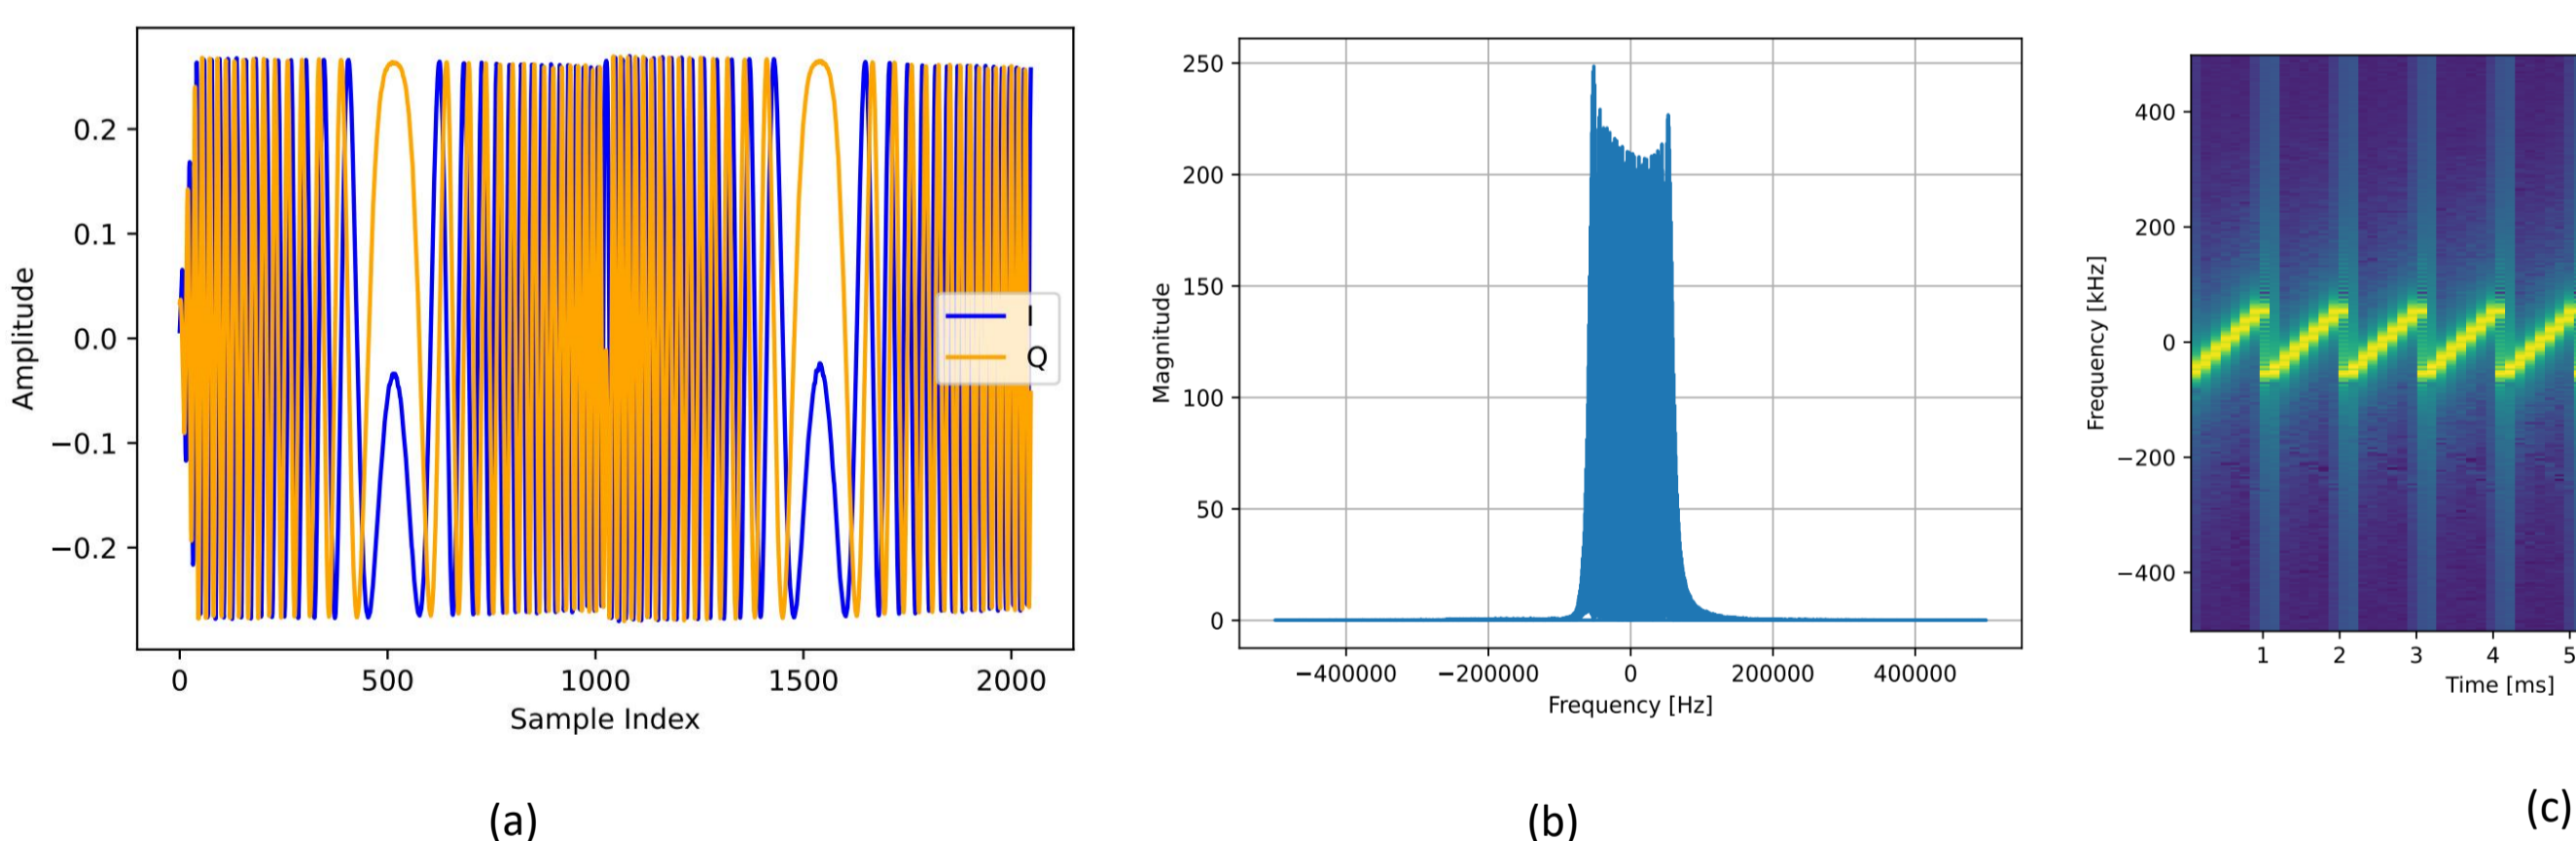 Amplitude
0.2
0.1
0.0
−0.1
−0.2
I
Q
0 500 1000 1500 2000
Sample Index
(a)
Magnitude
250
200
150
100
50
0
−400000 −200000 0 200000 400000
Frequency [Hz]
(b)
Frequency [kHz]
400
200
0
−200
−400
1 2 3 4 5
Time [ms]
(c)